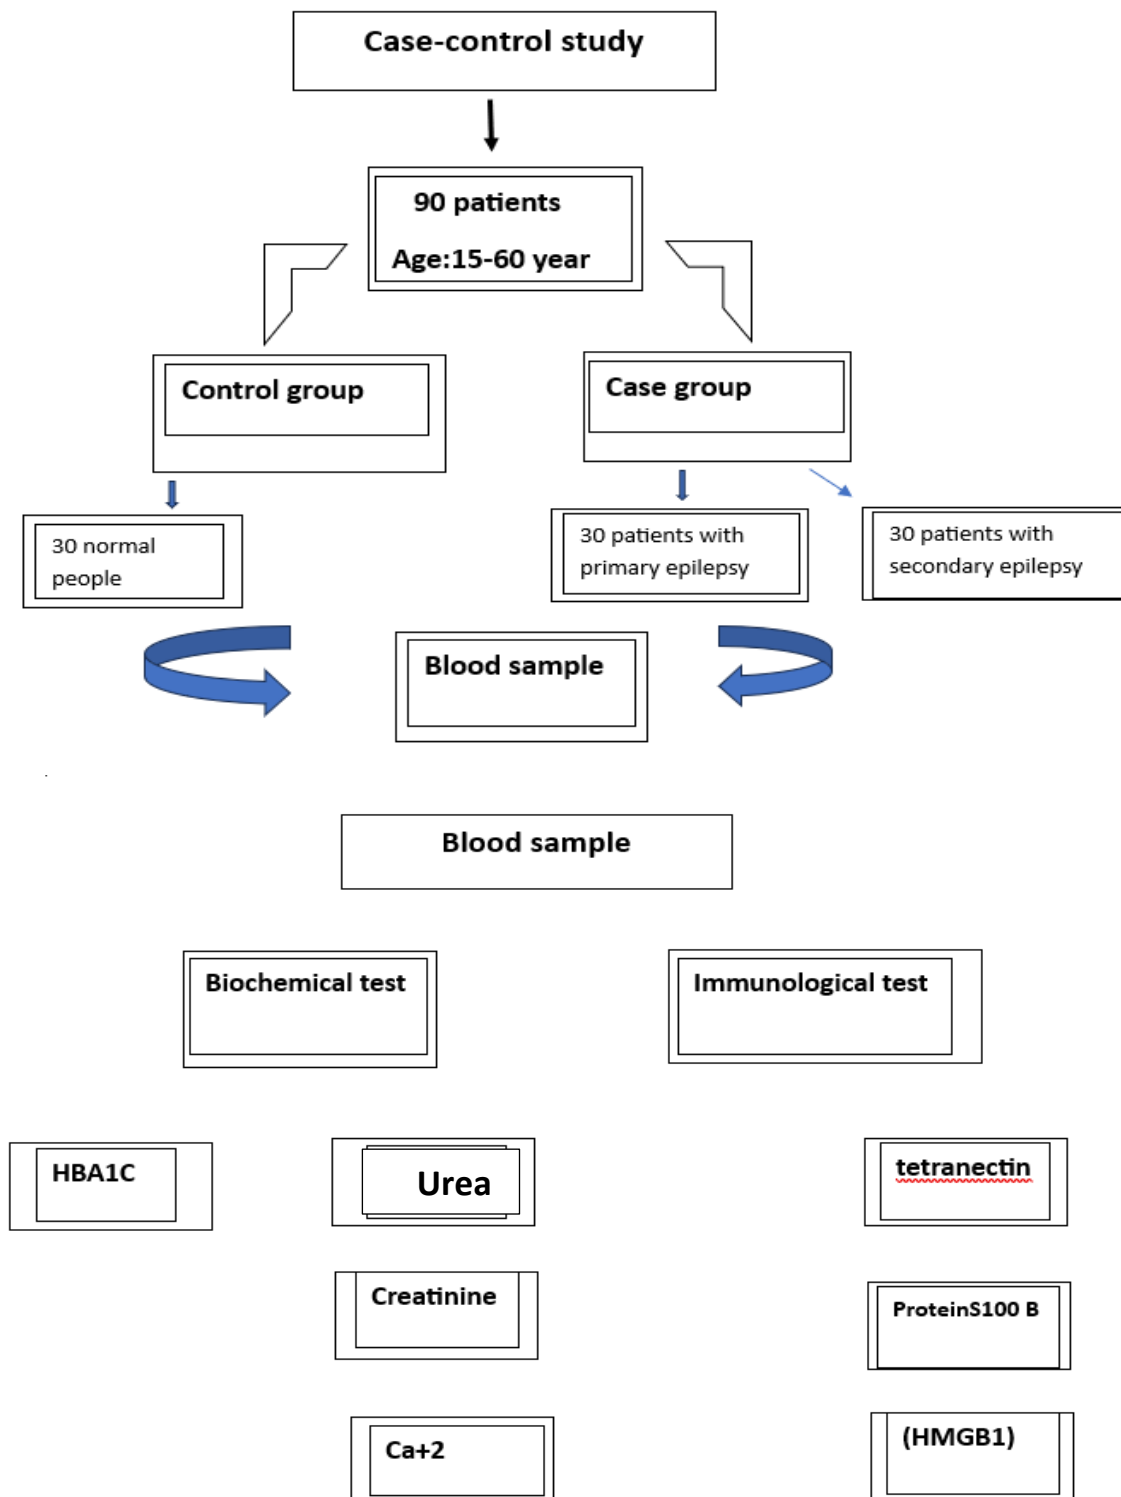 Case-control study
90 patients
Age:15-60 year
Control group
Case group
30 normal
people
30 patients with
primary epilepsy
30 patients with
secondary epilepsy
Blood sample
Blood sample
Biochemical test
Immunological test
HBA1C
Urea
tetranectin
Creatinine
ProteinS100 B
Ca+2
(HMGB1)